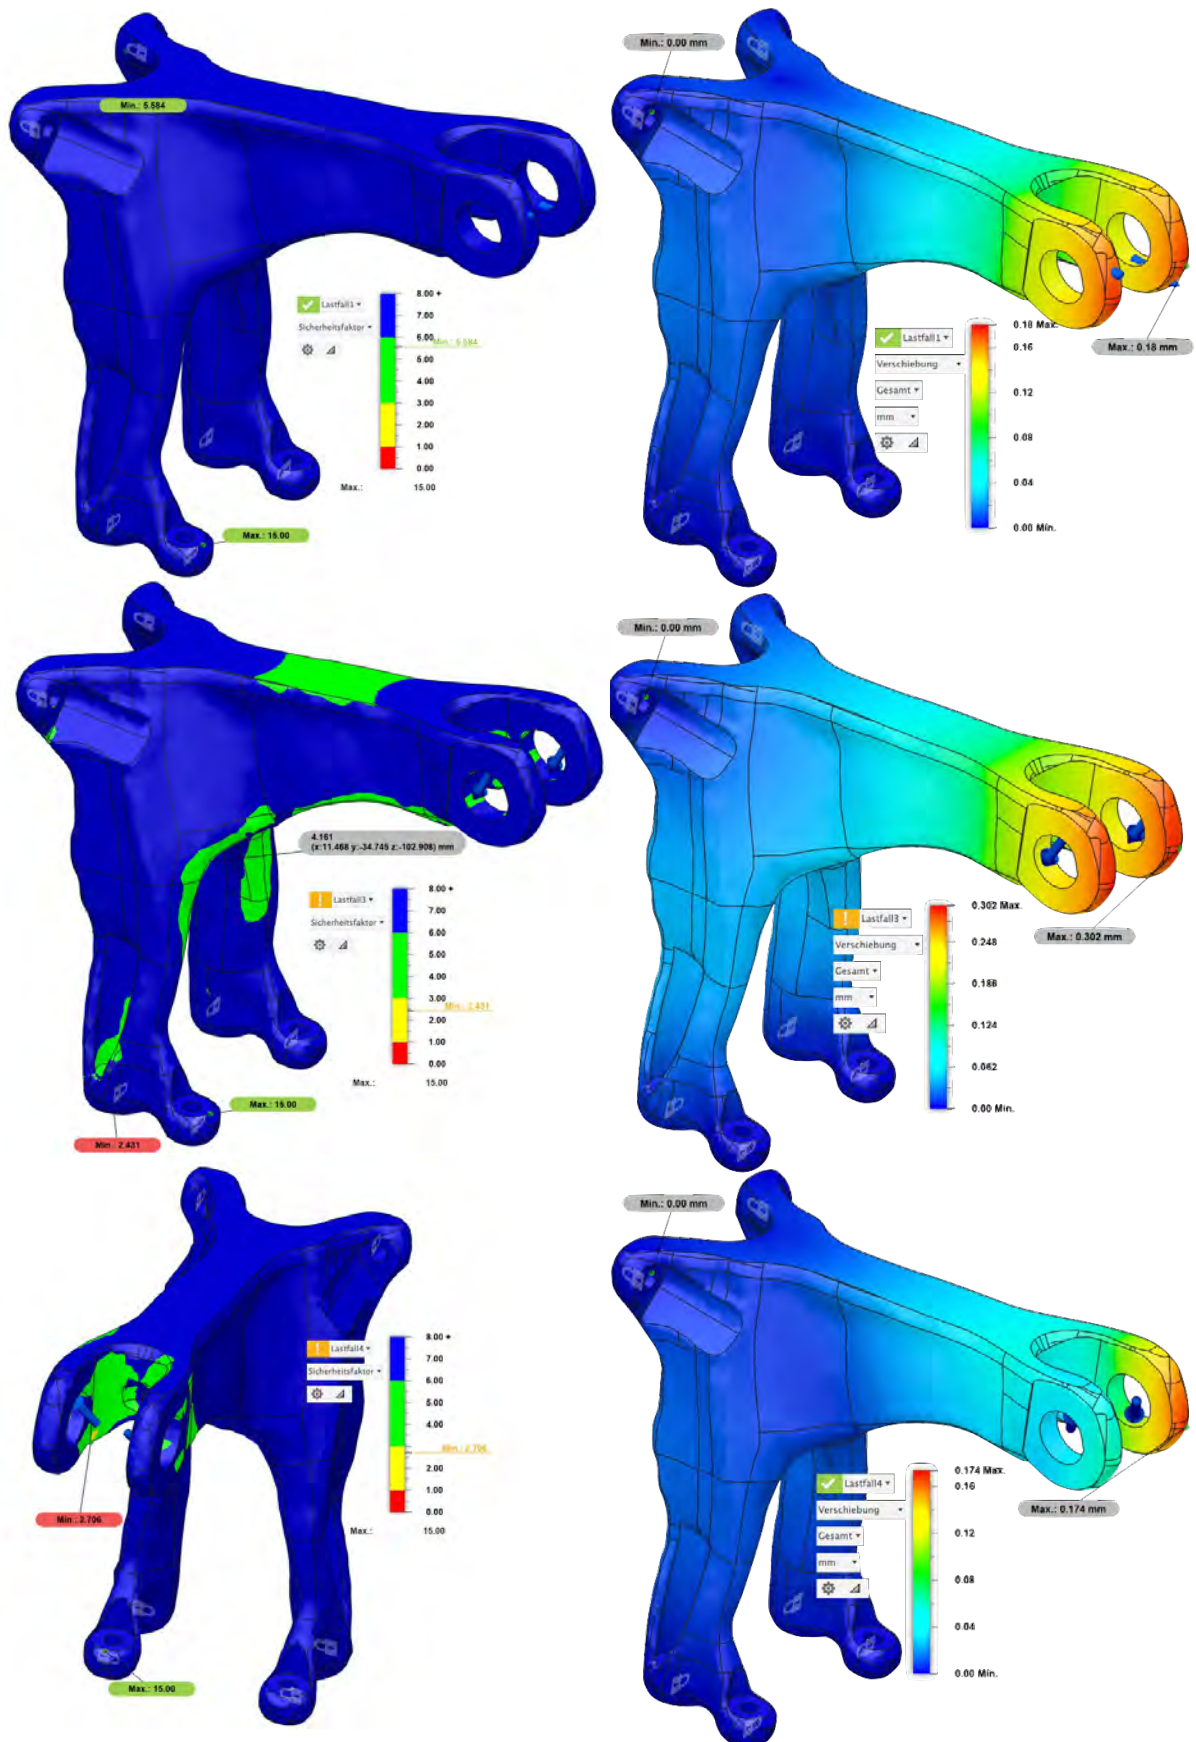 Min.: 5.584
Lastfall1
Sicherheitsfaktor
8.00 +
7.00
6.00
Min.: 5.584
5.00
4.00
3.00
2.00
1.00
0.00
Max.: 15.00
Max.: 15.00
Min.: 0.00 mm
Lastfall1
Verschiebung
Gesamt
mm
0.18 Max.
0.16
0.12
0.08
0.04
0.00 Min.
Max.: 0.18 mm
4.161
(x:11.468 y:-34.745 z:-102.908) mm
Lastfall3
Sicherheitsfaktor
8.00 +
7.00
6.00
5.00
4.00
3.00
Min.: 2.431
2.00
1.00
0.00
Max.: 15.00
Max.: 15.00
Min.: 2.431
Min.: 0.00 mm
Lastfall3
Verschiebung
Gesamt
mm
0.302 Max.
0.248
0.186
0.124
0.062
0.00 Min.
Max.: 0.302 mm
Lastfall4
Sicherheitsfaktor
8.00 +
7.00
6.00
5.00
4.00
Min.: 2.706
2.00
1.00
0.00
Max.: 15.00
Min.: 2.706
Max.: 15.00
Min.: 0.00 mm
Lastfall4
Verschiebung
Gesamt
mm
0.174 Max.
0.16
0.12
0.08
0.04
0.00 Min.
Max.: 0.174 mm